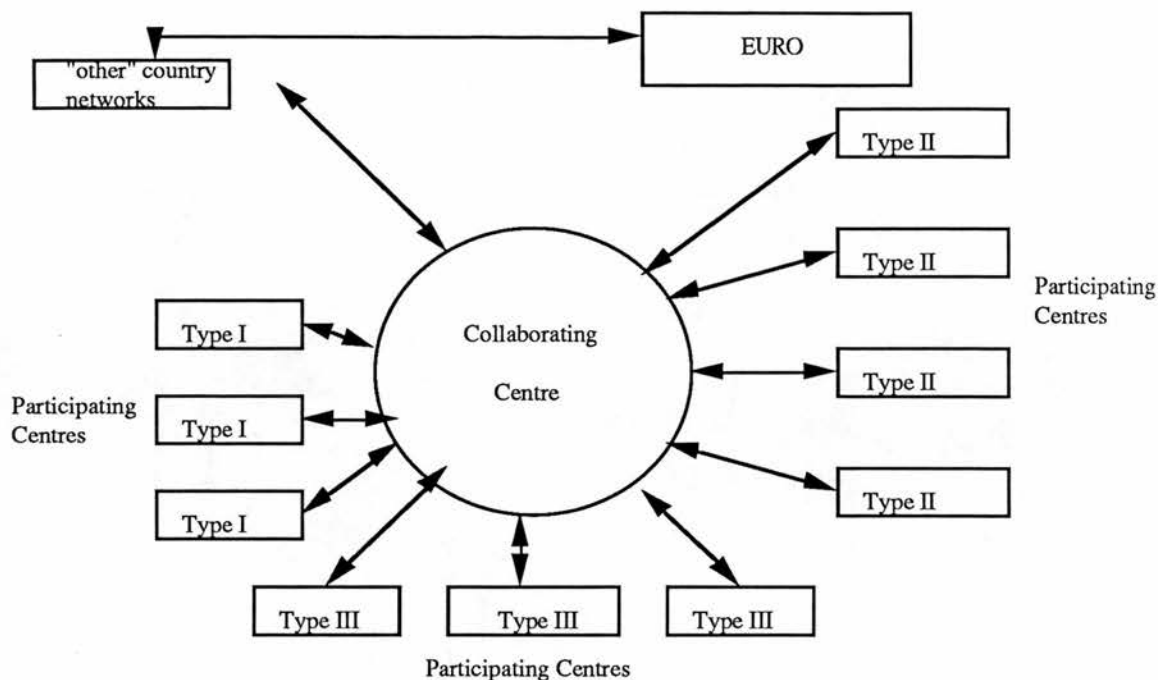 EURO
"other" country
networks
Type II
Type II
Participating
Centres
Type I
Collaborating
Centre
Type II
Participating
Centres
Type I
Type I
Type II
Type III
Type III
Type III
Participating Centres